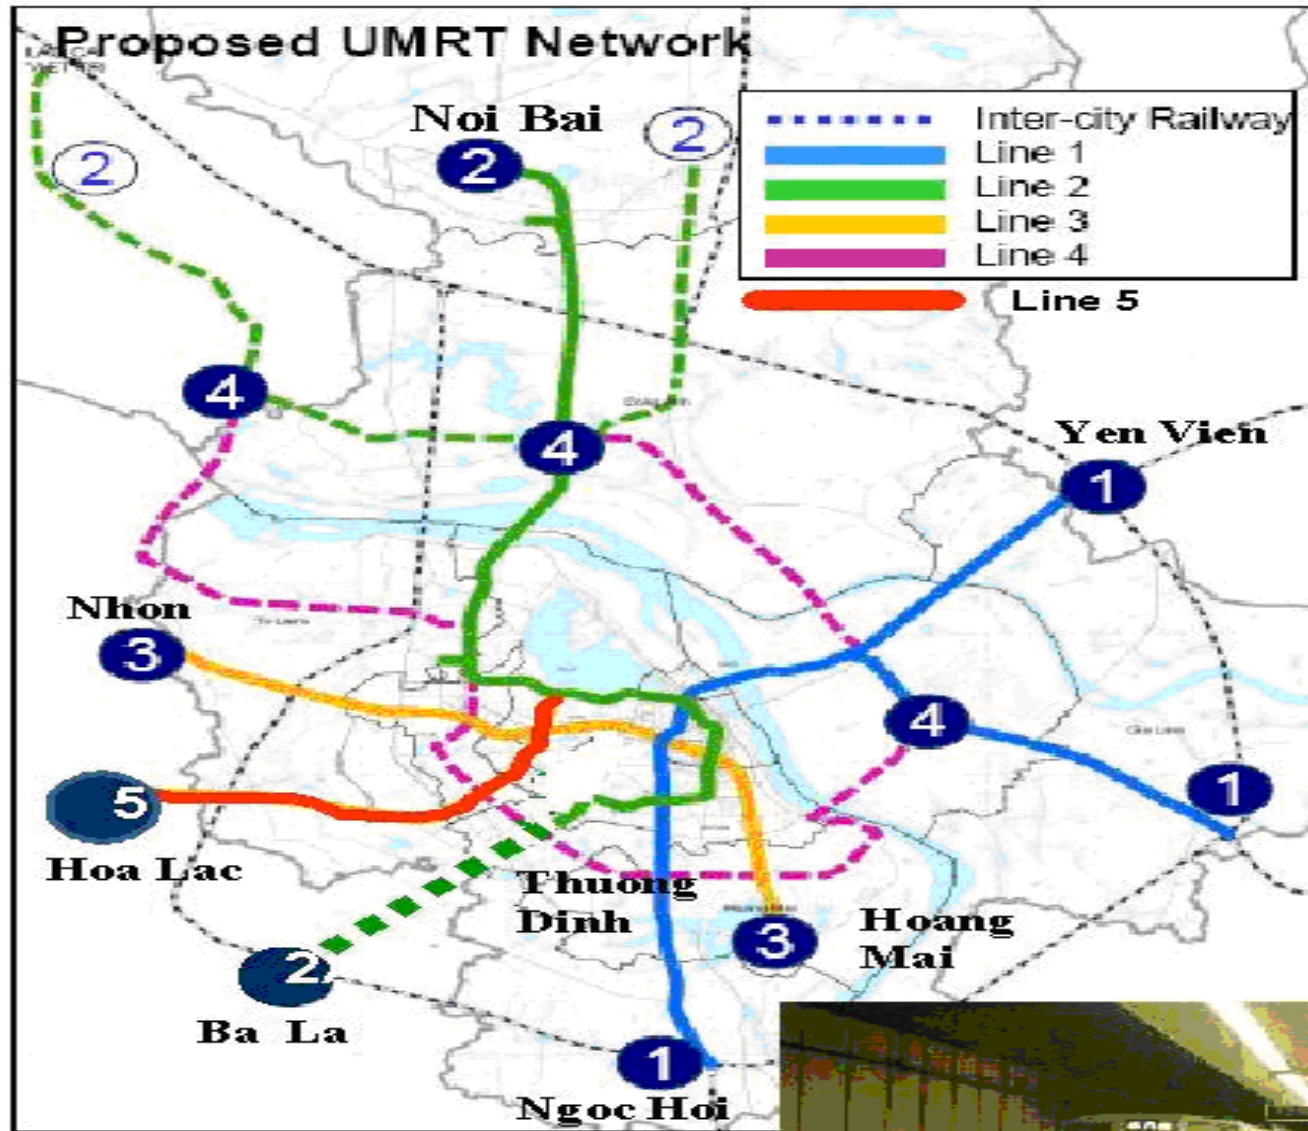 Proposed UMRT Network
Noi Bai
2
2
2
Inter-city Railway
Line 1
Line 2
Line 3
Line 4
Line 5
4
4
Yen Vien
1
Nhon
3
4
1
5
Hoa Lac
Thuong
Dinh
Hoang
Mai
3
2
Ba La
1
Ngoc Hoi